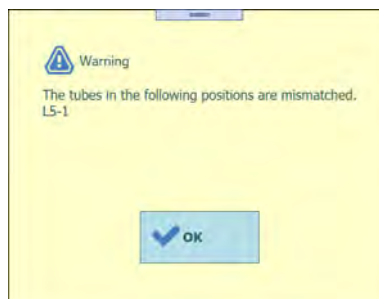 Warning
The tubes in the following positions are mismatched.
L5-1
OK